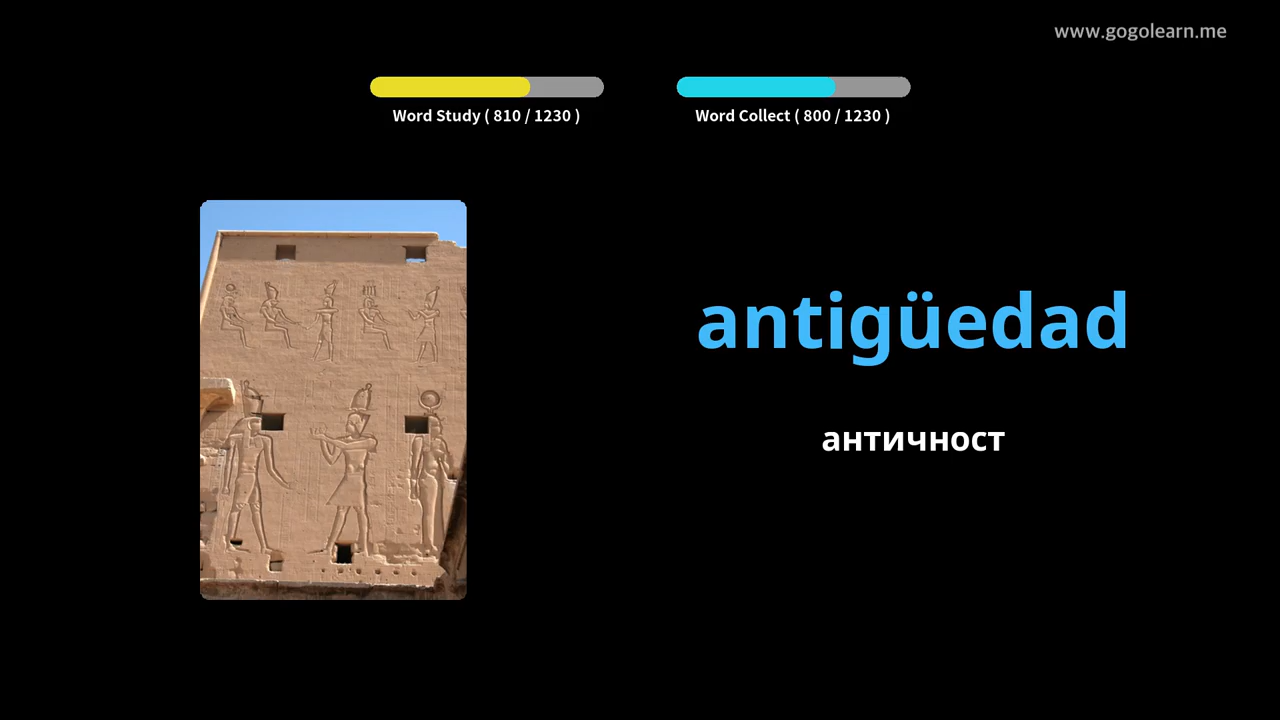 www.gogolearn.me
Word Study ( 810 / 1230 )
Word Collect ( 800 / 1230 )
antigüedad
античност